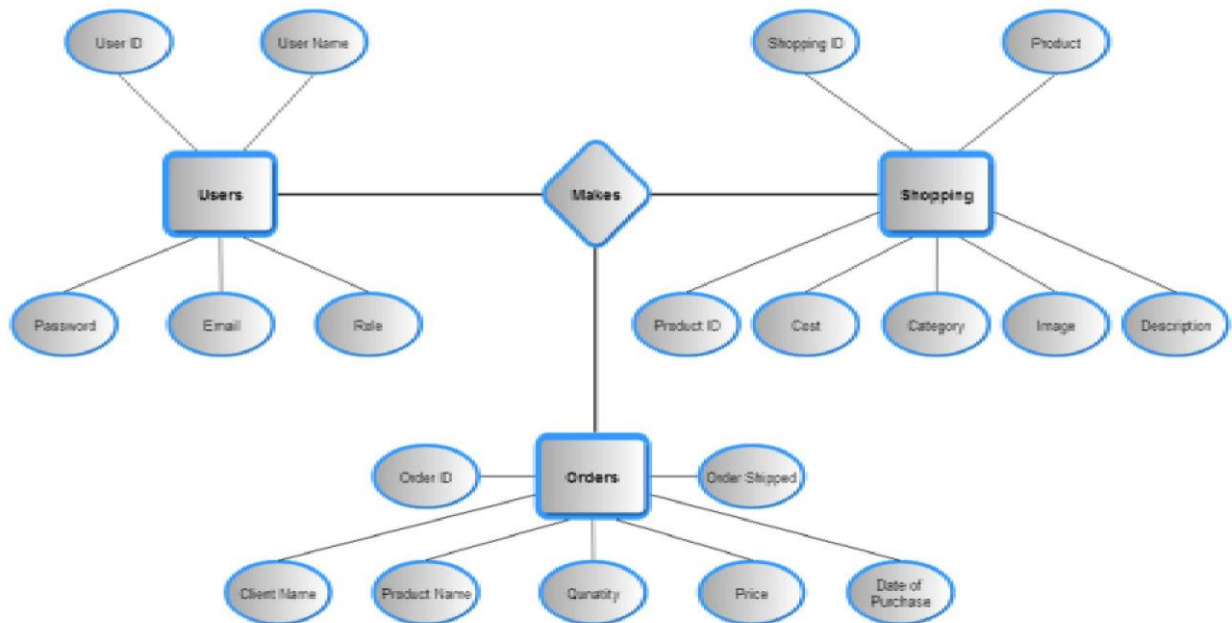 User ID
User Name
Shopping ID
Product
Users
Makes
Shopping
Password
Email
Role
Product ID
Cost
Category
Image
Description
Order ID
Orders
Order Shipped
Client Name
Product Name
Qunatity
Price
Date of
Purchase